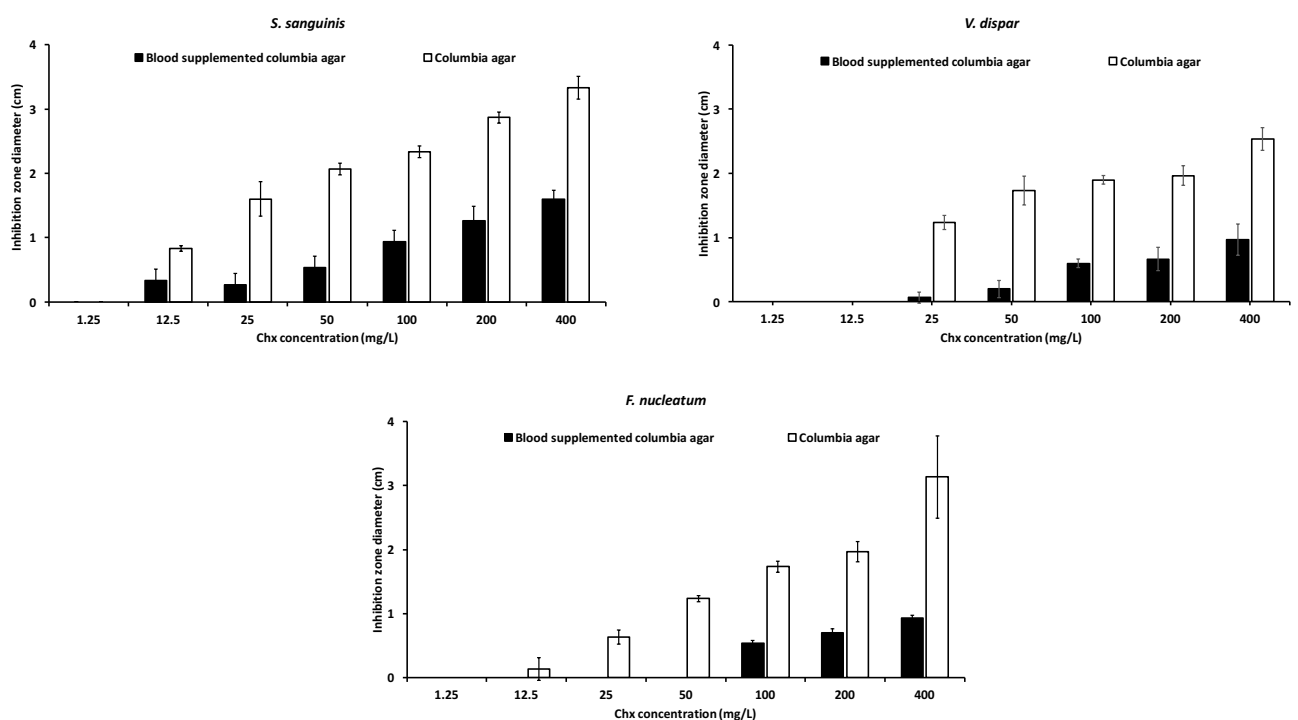 S. sanguinis
4
3
2
1
0
Inhibition zone diameter (cm)
Blood supplemented columbia agar
Columbia agar
1.25 12.5 25 50 100 200 400
Chx concentration (mg/L)
V. dispar
4
3
2
1
0
Inhibition zone diameter (cm)
Blood supplemented columbia agar
Columbia agar
1.25 12.5 25 50 100 200 400
Chx concentration (mg/L)
F. nucleatum
4
3
2
1
0
Inhibition zone diameter (cm)
Blood supplemented columbia agar
Columbia agar
1.25 12.5 25 50 100 200 400
Chx concentration (mg/L)